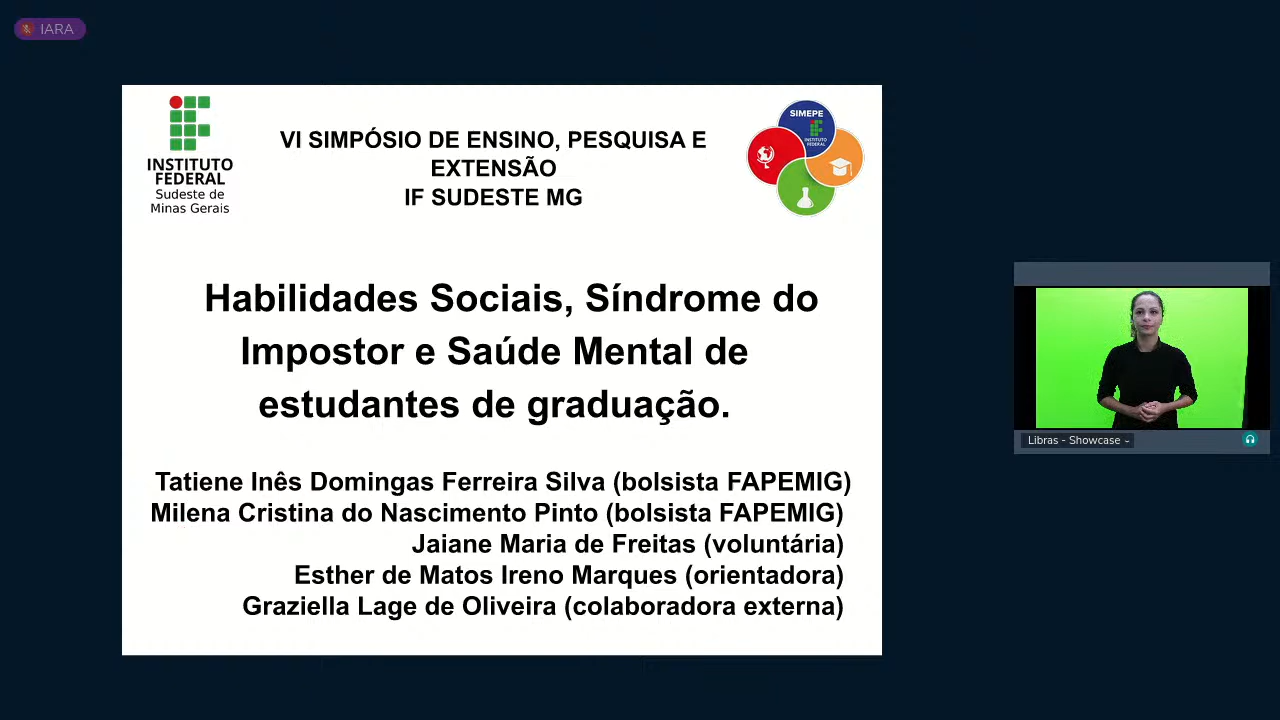 IARA
INSTITUTO
FEDERAL
Sudeste de
Minas Gerais
VI SIMPÓSIO DE ENSINO, PESQUISA E
EXTENSÃO
IF SUDESTE MG
SIMEPE
INSTITUTO
FEDERAL
Habilidades Sociais, Síndrome do
Impostor e Saúde Mental de
estudantes de graduação.
Tatiene Inês Domingas Ferreira Silva (bolsista FAPEMIG)
Milena Cristina do Nascimento Pinto (bolsista FAPEMIG)
Jaiane Maria de Freitas (voluntária)
Esther de Matos Ireno Marques (orientadora)
Graziella Lage de Oliveira (colaboradora externa)
Libras - Showcase